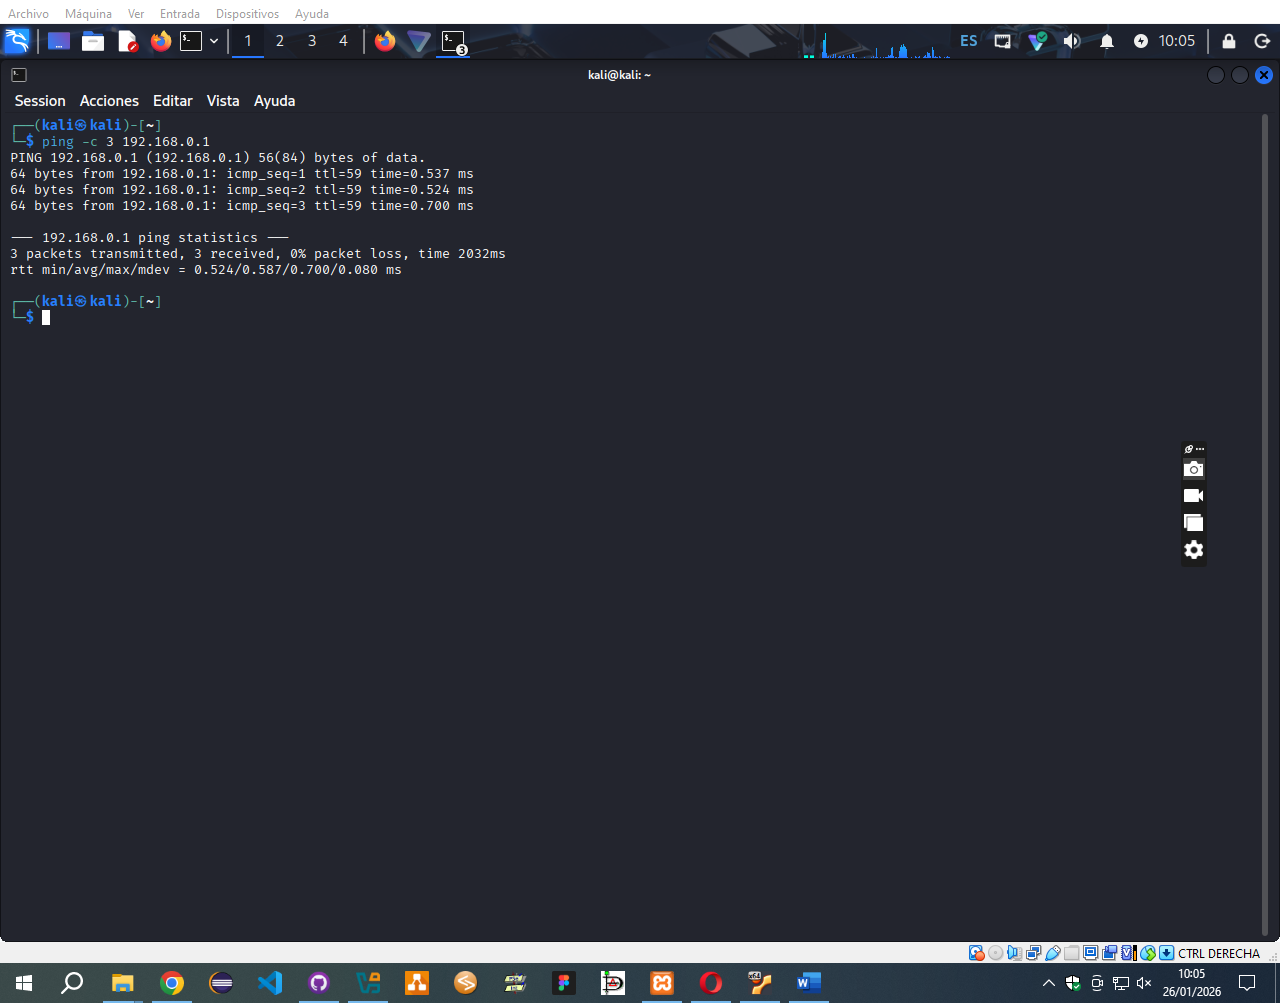 Archivo Máquina Ver Entrada Dispositivos Ayuda
1 2 3 4 3 ES 10:05
kali@kali: ~
Session Acciones Editar Vista Ayuda
┌──(kali㉿kali)-[~]
└─$ ping -c 3 192.168.0.1
PING 192.168.0.1 (192.168.0.1) 56(84) bytes of data.
64 bytes from 192.168.0.1: icmp_seq=1 ttl=59 time=0.537 ms
64 bytes from 192.168.0.1: icmp_seq=2 ttl=59 time=0.524 ms
64 bytes from 192.168.0.1: icmp_seq=3 ttl=59 time=0.700 ms
--- 192.168.0.1 ping statistics ---
3 packets transmitted, 3 received, 0% packet loss, time 2032ms
rtt min/avg/max/mdev = 0.524/0.587/0.700/0.080 ms
┌──(kali㉿kali)-[~]
└─$
CTRL DERECHA
10:05
26/01/2026